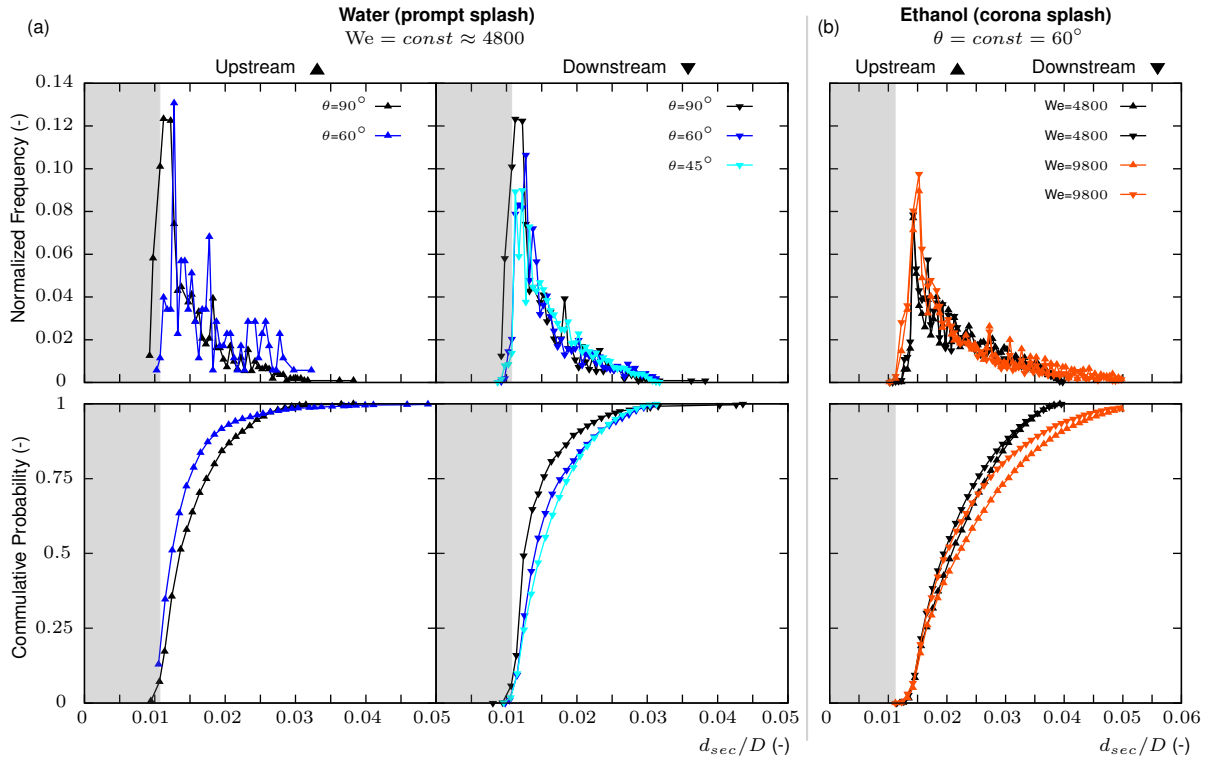 Water (prompt splash)
Ethanol (corona splash)
(a)
We = const ≈ 4800
(b)
θ = const = 60°
Upstream ▲
Downstream ▼
Upstream ▲
Downstream ▼
Normalized Frequency (-)
0.14
0.12
0.10
0.08
0.06
0.04
0.02
0
θ=90°
θ=60°
θ=90°
θ=60°
θ=45°
We=4800
We=4800
We=9800
We=9800
Commulative Probability (-)
1
0.75
0.5
0.25
0
0 0.01 0.02 0.03 0.04 0.05
0.01 0.02 0.03 0.04 0.05
0 0.01 0.02 0.03 0.04 0.05 0.06
d_sec/D (-)
d_sec/D (-)